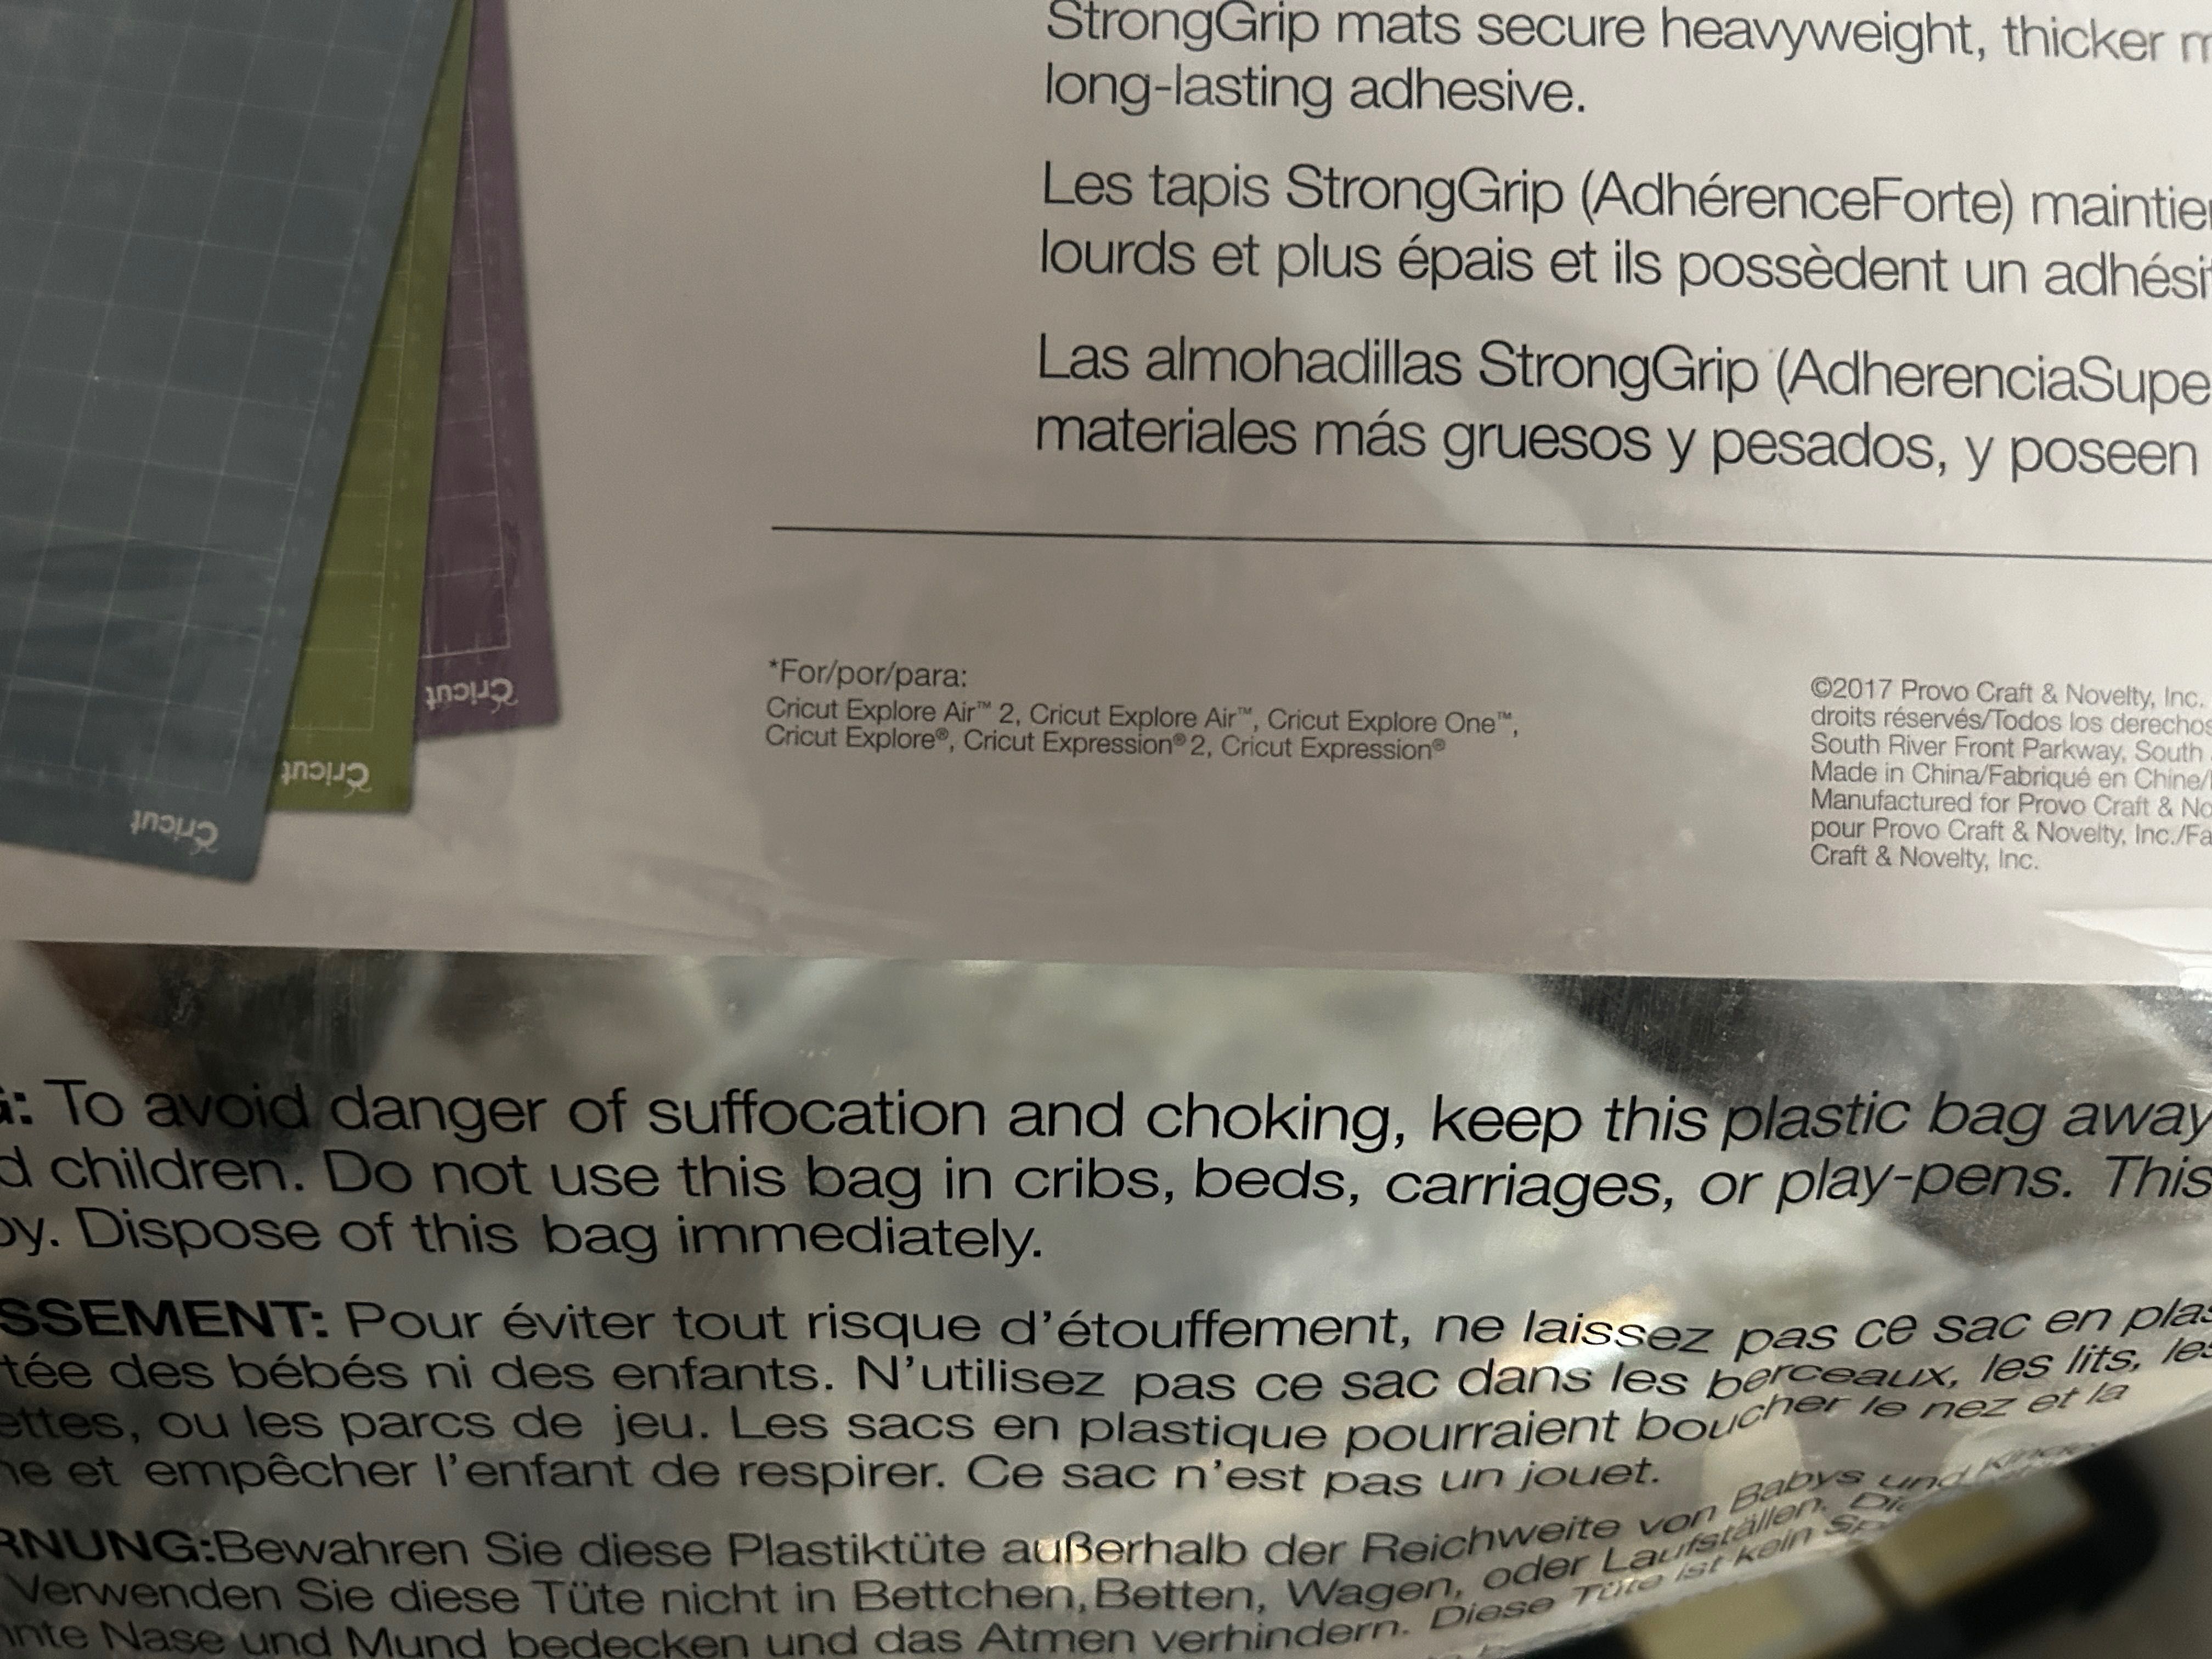 StrongGrip mats secure heavyweight, thicker
long-lasting adhesive.
Les tapis StrongGrip (AdhérenceForte)
lourds et plus épais et ils possèdent un
Las almohadillas StrongGrip
materiales más gruesos y pesados, y poseen
*For/por/para:
Cricut Explore Air™ 2, Cricut Explore Air™, Cricut Explore One™,
Cricut Explore®, Cricut Expression® 2, Cricut Expression®
©2017 Provo Craft & Novelty, Inc.
droits réservés/Todos los derechos
South River Front Parkway, South
Made in China/Fabriqué en Chine/
Manufactured for Provo Craft &
pour Provo Craft & Novelty, Inc./
Craft & Novelty, Inc.
Cricut
Cricut
Cricut
To avoid danger of suffocation and choking, keep this plastic bag away
children. Do not use this bag in cribs, beds, carriages, or play-pens. This
Dispose of this bag immediately.
Pour éviter tout risque d'étouffement, ne laissez pas ce sac en
des bébés ni des enfants. N'utilisez pas ce sac dans les berceaux, les lits, les
ou les parcs de jeu. Les sacs en plastique pourraient boucher le nez et la
et empêcher l'enfant de respirer. Ce sac n'est pas un jouet.
Bewahren Sie diese Plastiktüte außerhalb der Reichweite von Babys und
Verwenden Sie diese Tüte nicht in Bettchen, Betten, Wagen, oder Laufställen.
Nase und Mund bedecken und das Atmen verhindern. Diese Tüte ist kein